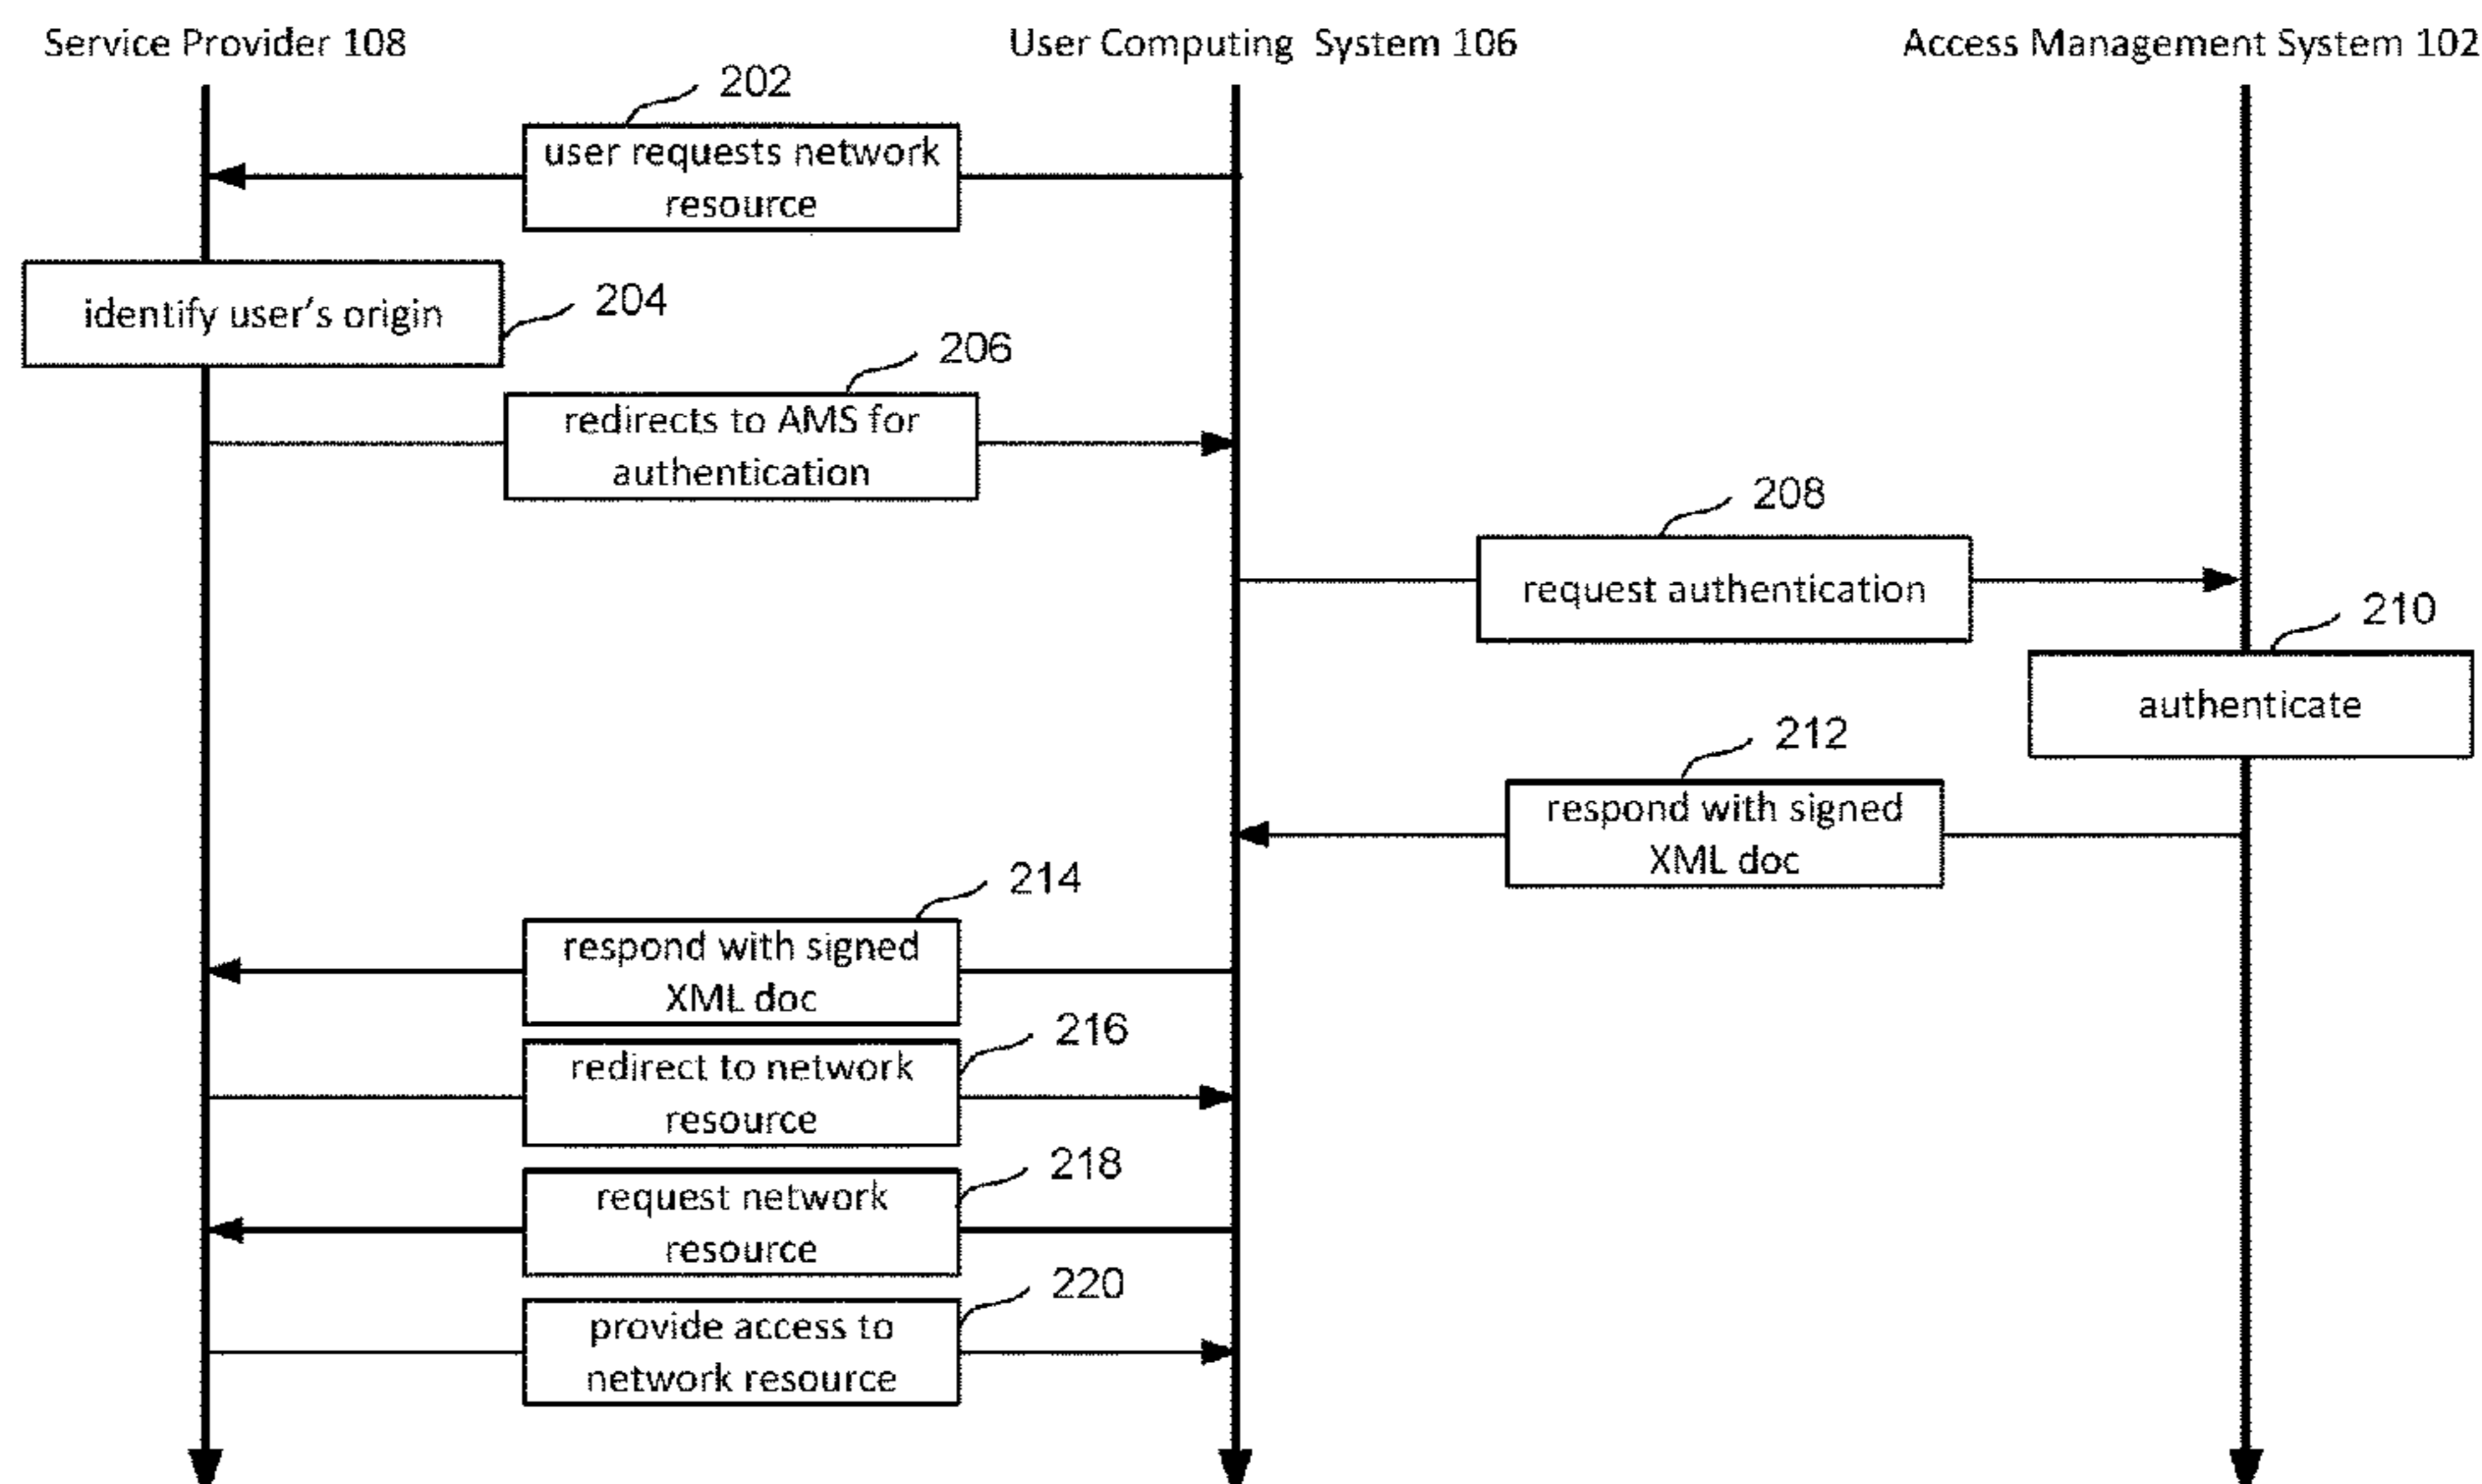 Service Provider 108
User Computing System 106
Access Management System 102
202
user requests network
resource
identify user's origin
204
206
redirects to AMS for
authentication
208
request authentication
210
authenticate
212
respond with signed
XML doc
214
respond with signed
XML doc
216
redirect to network
resource
218
request network
resource
220
provide access to
network resource